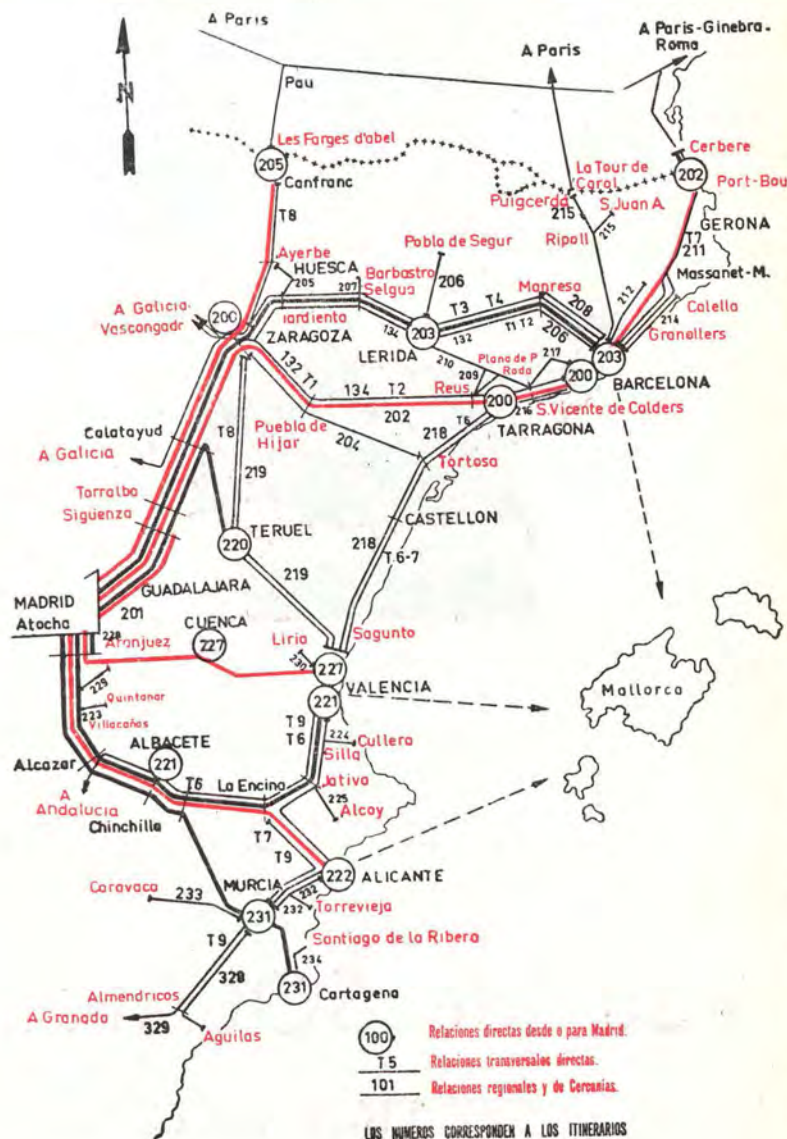 A Paris
A Paris
A Paris-Ginebra-
Roma
N
Pau
Les Farges d'abel
205
Canfranc
Cerbere
202
Port-Bou
La Tour de
Carol
Puigcerdá
215
S. Juan A.
215
Ripoll
GERONA
T7
211
T8
Ayerbe
HUESCA
205
207
Barbastro
Selgua
Pobla de Segur
206
Manresa
Massanet-M.
212
214
Calella
Granollers
A Galicia
200
Tardienta
ZARAGOZA
134
203
LERIDA
T3
T4
132
T1 T2
208
206
203
BARCELONA
210
Plana de P
Roda
217
209
200
132 T1
134
T2
202
Reus
200
216
S. Vicente de Calders
TARRAGONA
T6
218
Puebla de
Hijar
204
Tortosa
Calatayud
A Galicia
T8
219
Torralba
Sigüenza
CASTELLON
218
T.6-7
220
TERUEL
219
GUADALAJARA
201
MADRID
Atocha
228
Aranjuez
CUENCA
227
Liria
230
Sagunto
227
VALENCIA
221
229
Quintanar
223
Villacañas
T9
T6
224
Cullera
Silla
Mallorca
ALBACETE
221
Alcazar
T6
La Encina
Jativa
225
Alcoy
A
Andalucia
Chinchilla
T7
T9
222
ALICANTE
MURCIA
232
232
Torrevieja
Caravaca
233
231
T9
328
Santiago de la Ribera
234
231
Cartagena
Almendricos
A Granada
329
Aguilas
100
Relaciones directas desde o para Madrid.
T5
Relaciones transversales directas.
101
Relaciones regionales y de Cercanías.
LOS NUMEROS CORRESPONDEN A LOS ITINERARIOS